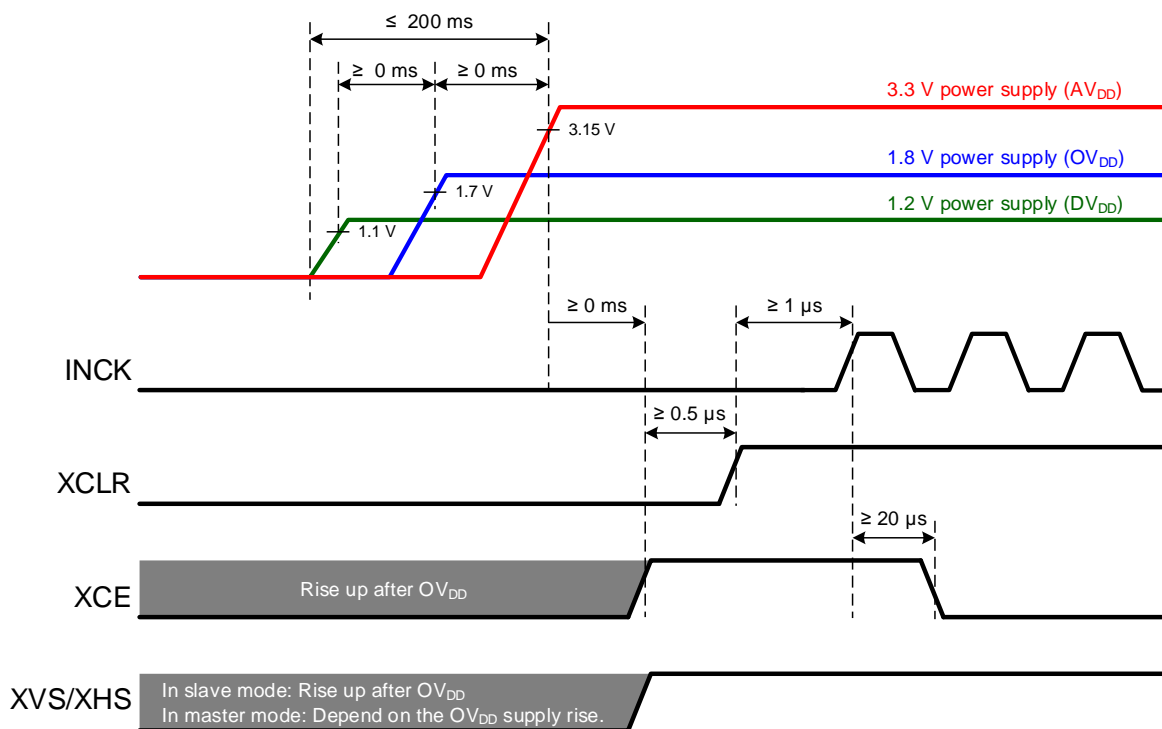 ≤ 200 ms
≥ 0 ms
≥ 0 ms
3.3 V power supply (AVDD)
3.15 V
1.8 V power supply (OVDD)
1.7 V
1.2 V power supply (DVDD)
1.1 V
≥ 0 ms
≥ 1 µs
INCK
≥ 0.5 µs
XCLR
≥ 20 µs
XCE
Rise up after OVDD
XVS/XHS
In slave mode: Rise up after OVDD
In master mode: Depend on the OVDD supply rise.